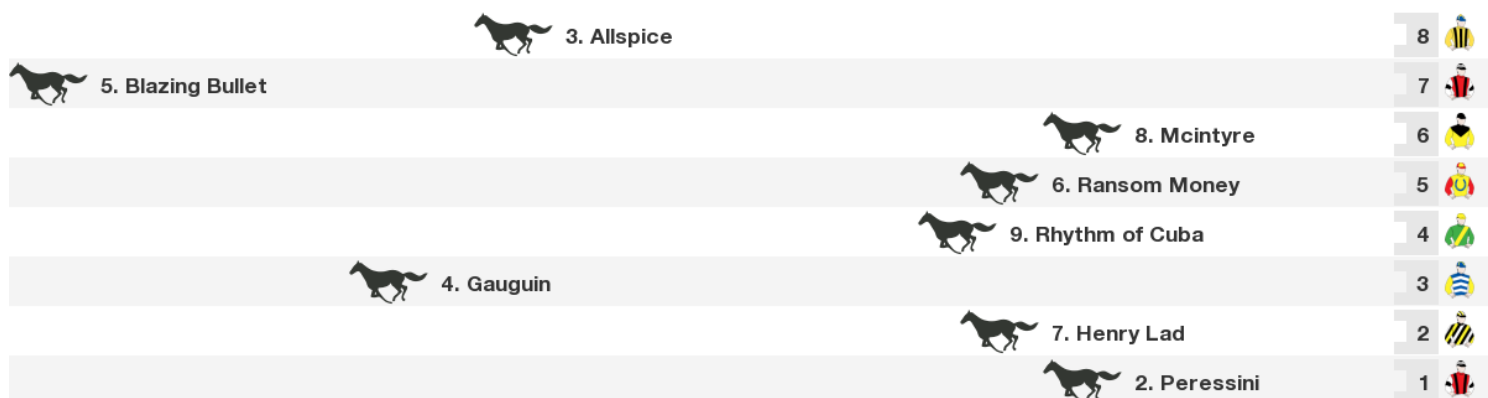 3. Allspice 8
5. Blazing Bullet 7
8. Mcintyre 6
6. Ransom Money 5
9. Rhythm of Cuba 4
4. Gauguin 3
7. Henry Lad 2
2. Peressini 1